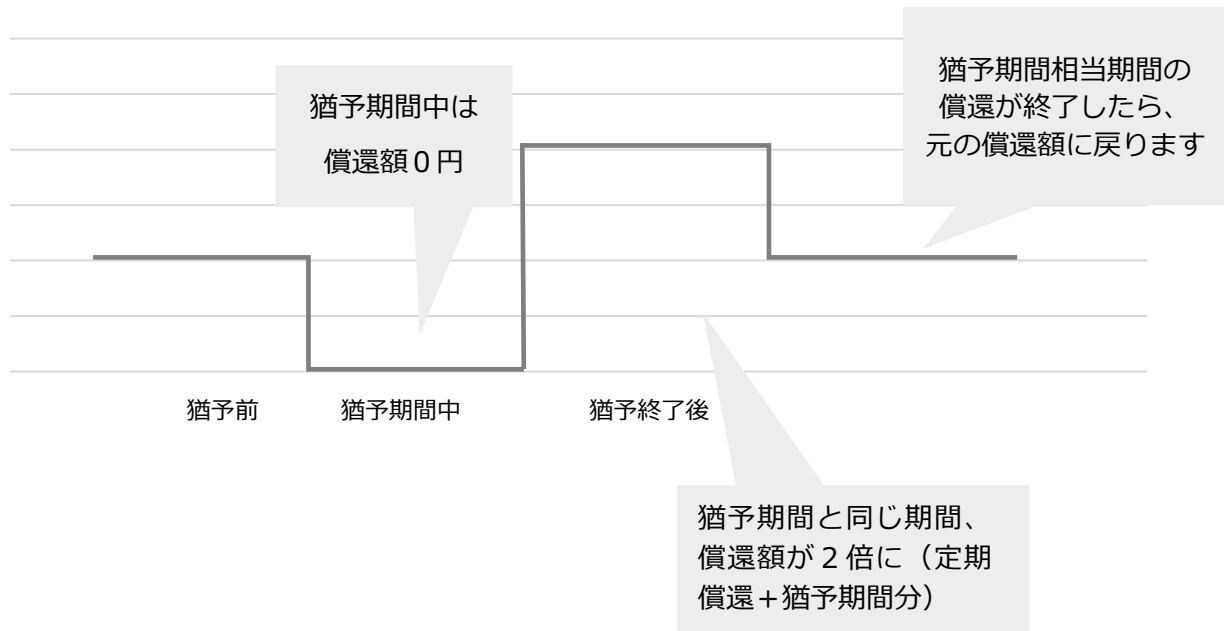 猶予期間相当期間の
償還が終了したら、
元の償還額に戻ります
猶予期間中は
償還額０円
猶予前
猶予期間中
猶予終了後
猶予期間と同じ期間、
償還額が２倍に（定期
償還＋猶予期間分）